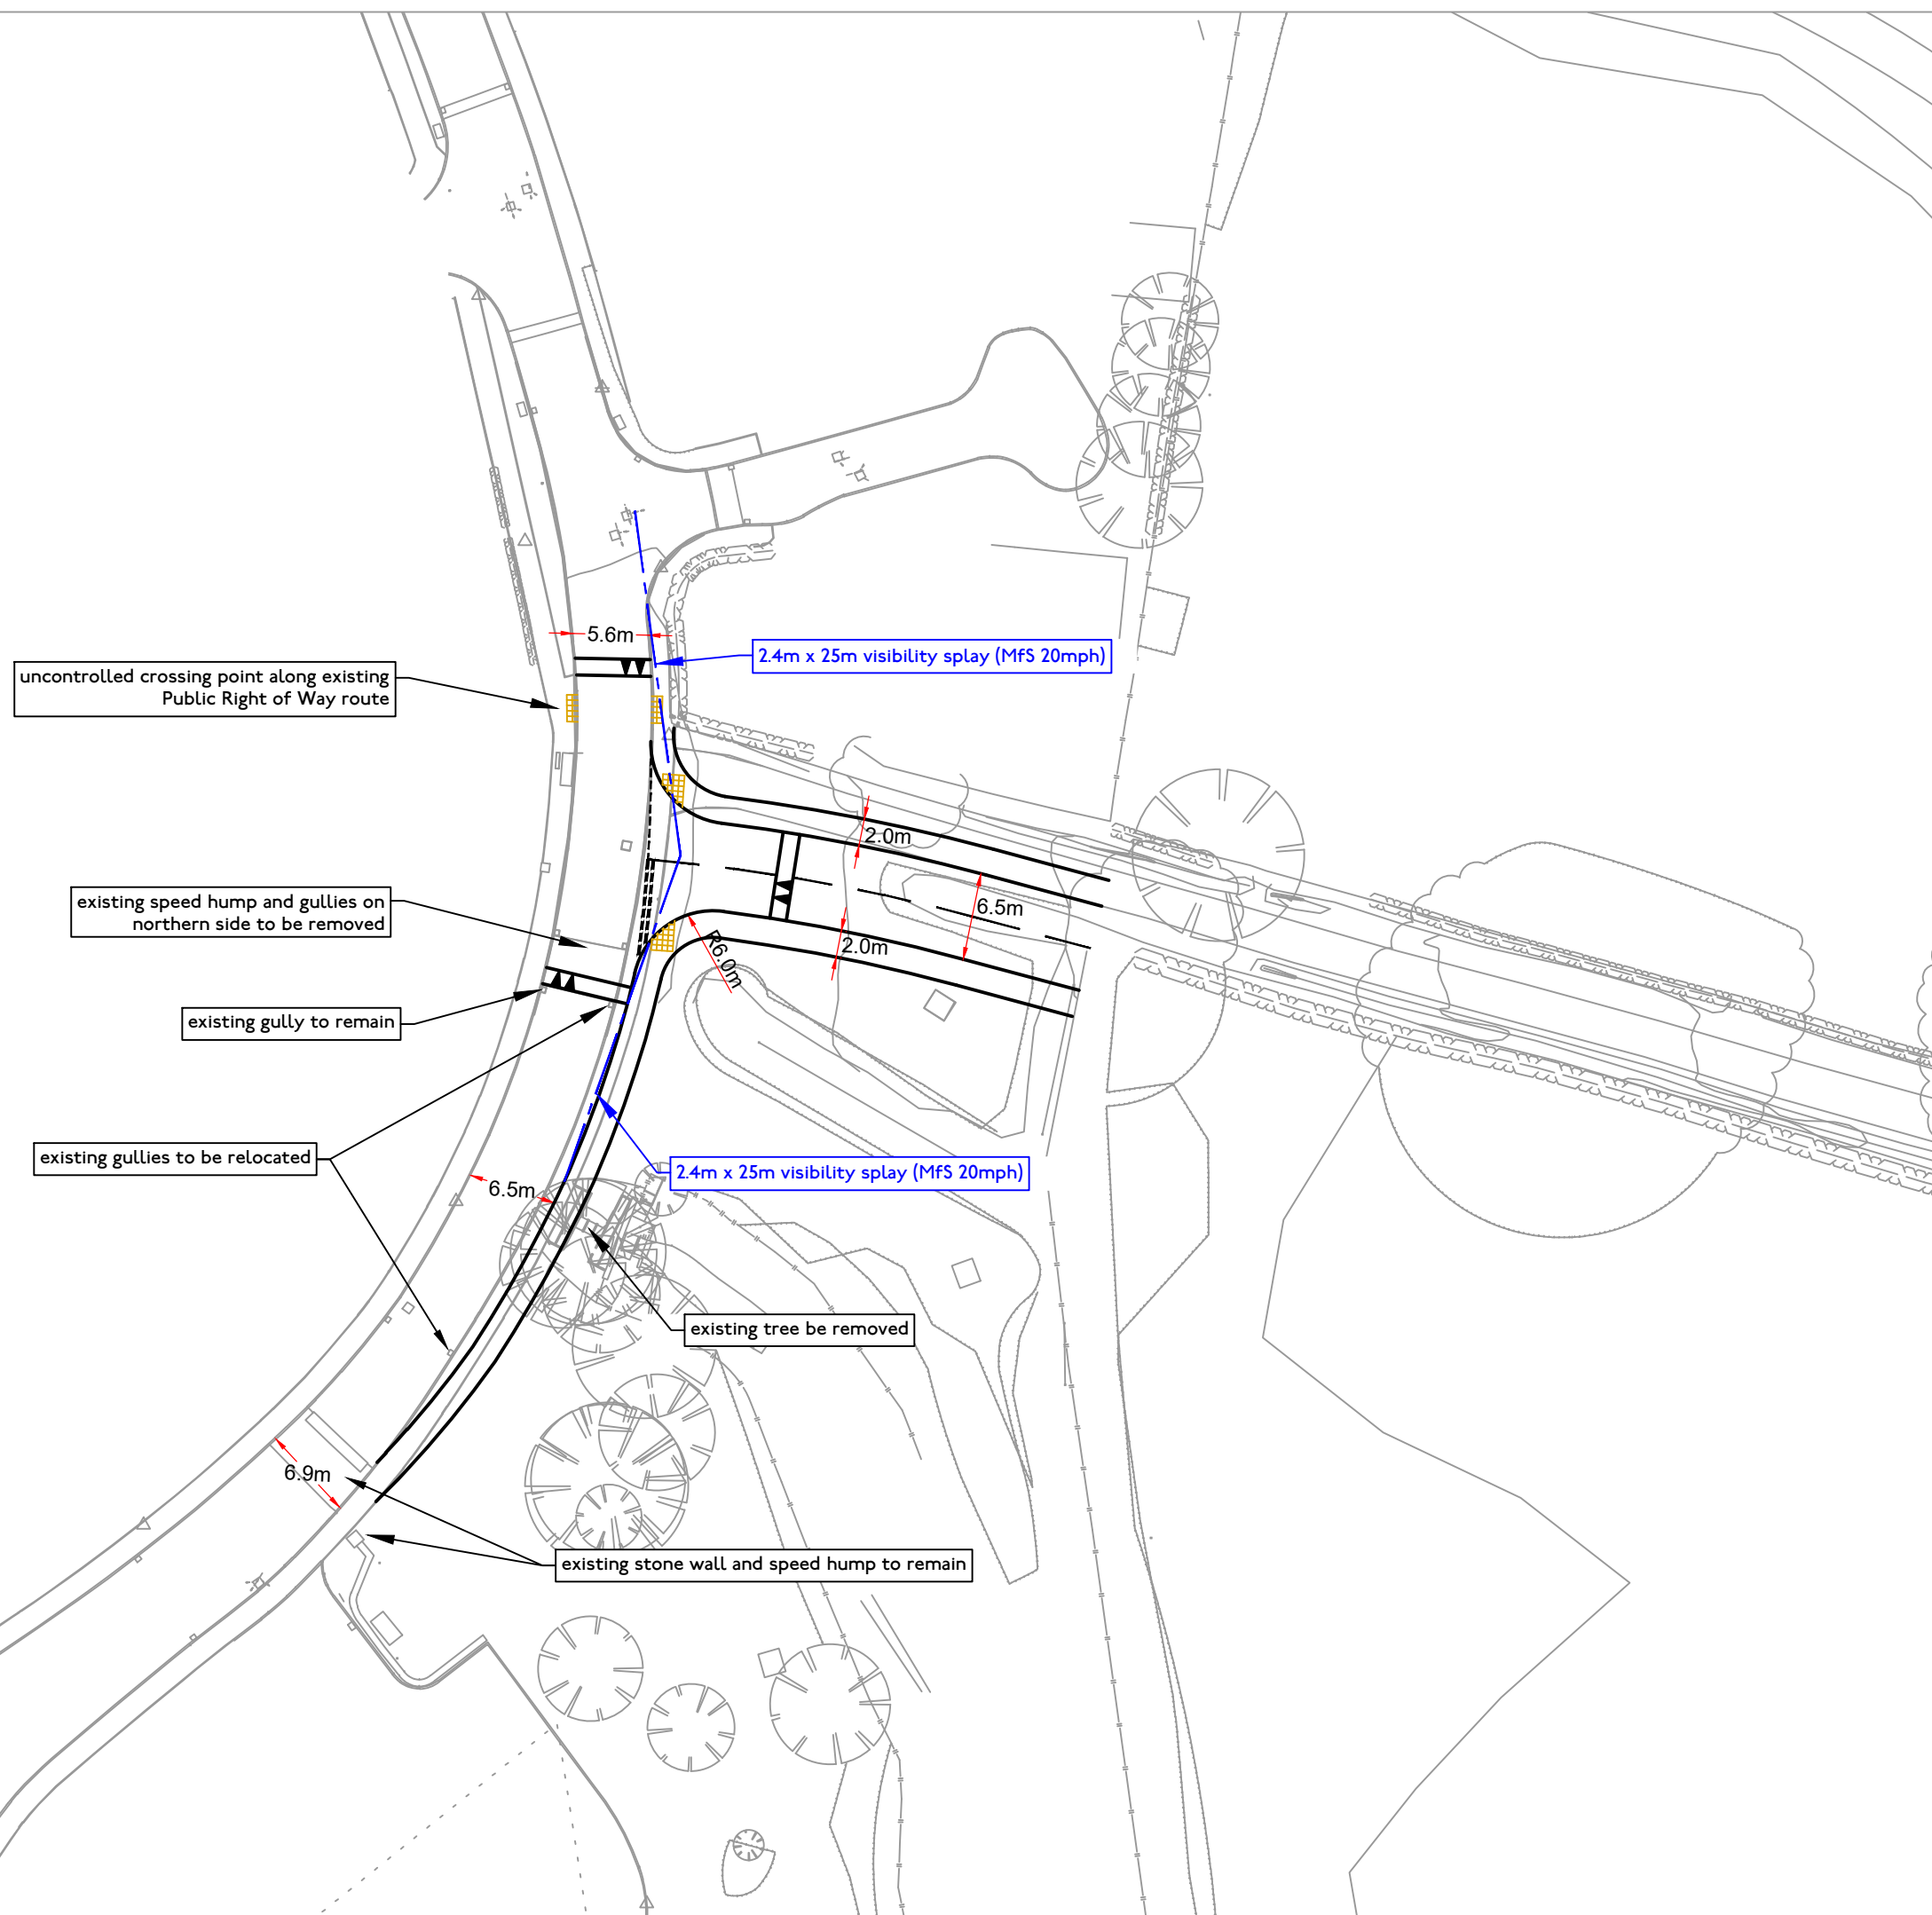 5.6m
2.4m x 25m visibility splay (MfS 20mph)
uncontrolled crossing point along existing
Public Right of Way route
2.0m
existing speed hump and gullies on
northern side to be removed
6.5m
R6.0m
2.0m
existing gully to remain
existing gullies to be relocated
2.4m x 25m visibility splay (MfS 20mph)
6.5m
existing tree be removed
6.9m
existing stone wall and speed hump to remain